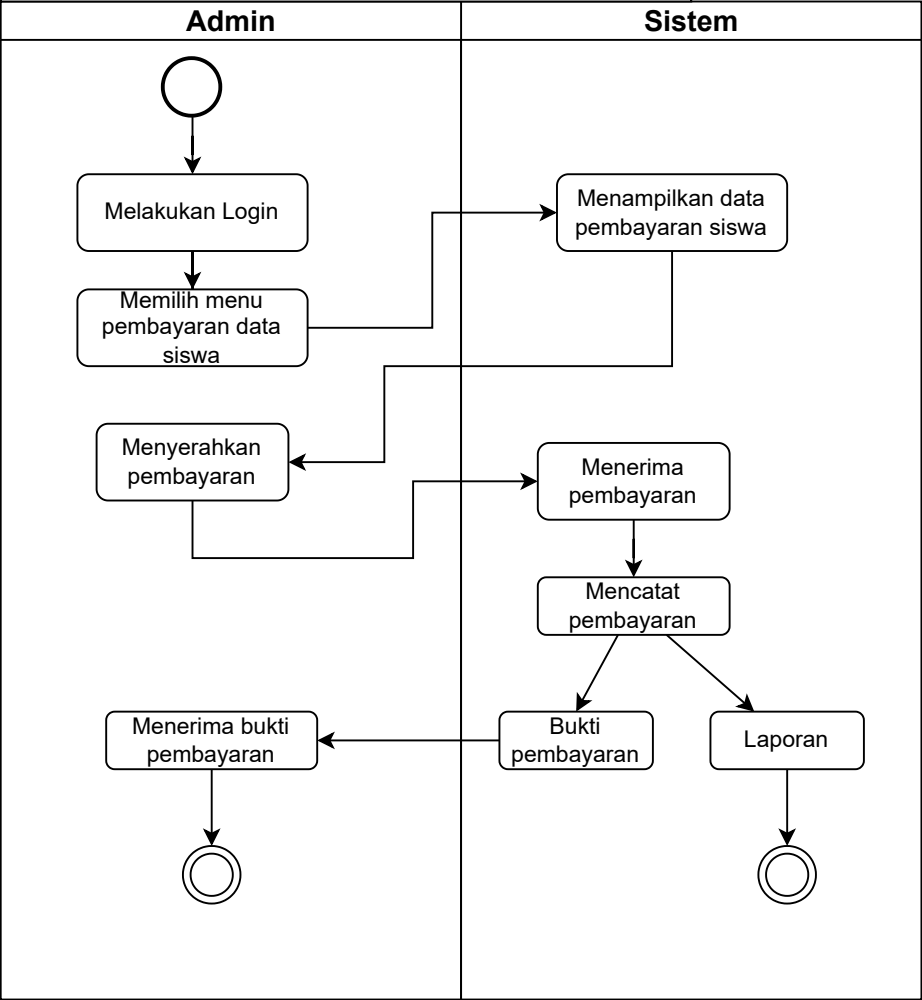 Admin
Sistem
Melakukan Login
Menampilkan data
pembayaran siswa
Memilih menu
pembayaran data
siswa
Menyerahkan
pembayaran
Menerima
pembayaran
Mencatat
pembayaran
Menerima bukti
pembayaran
Bukti
pembayaran
Laporan